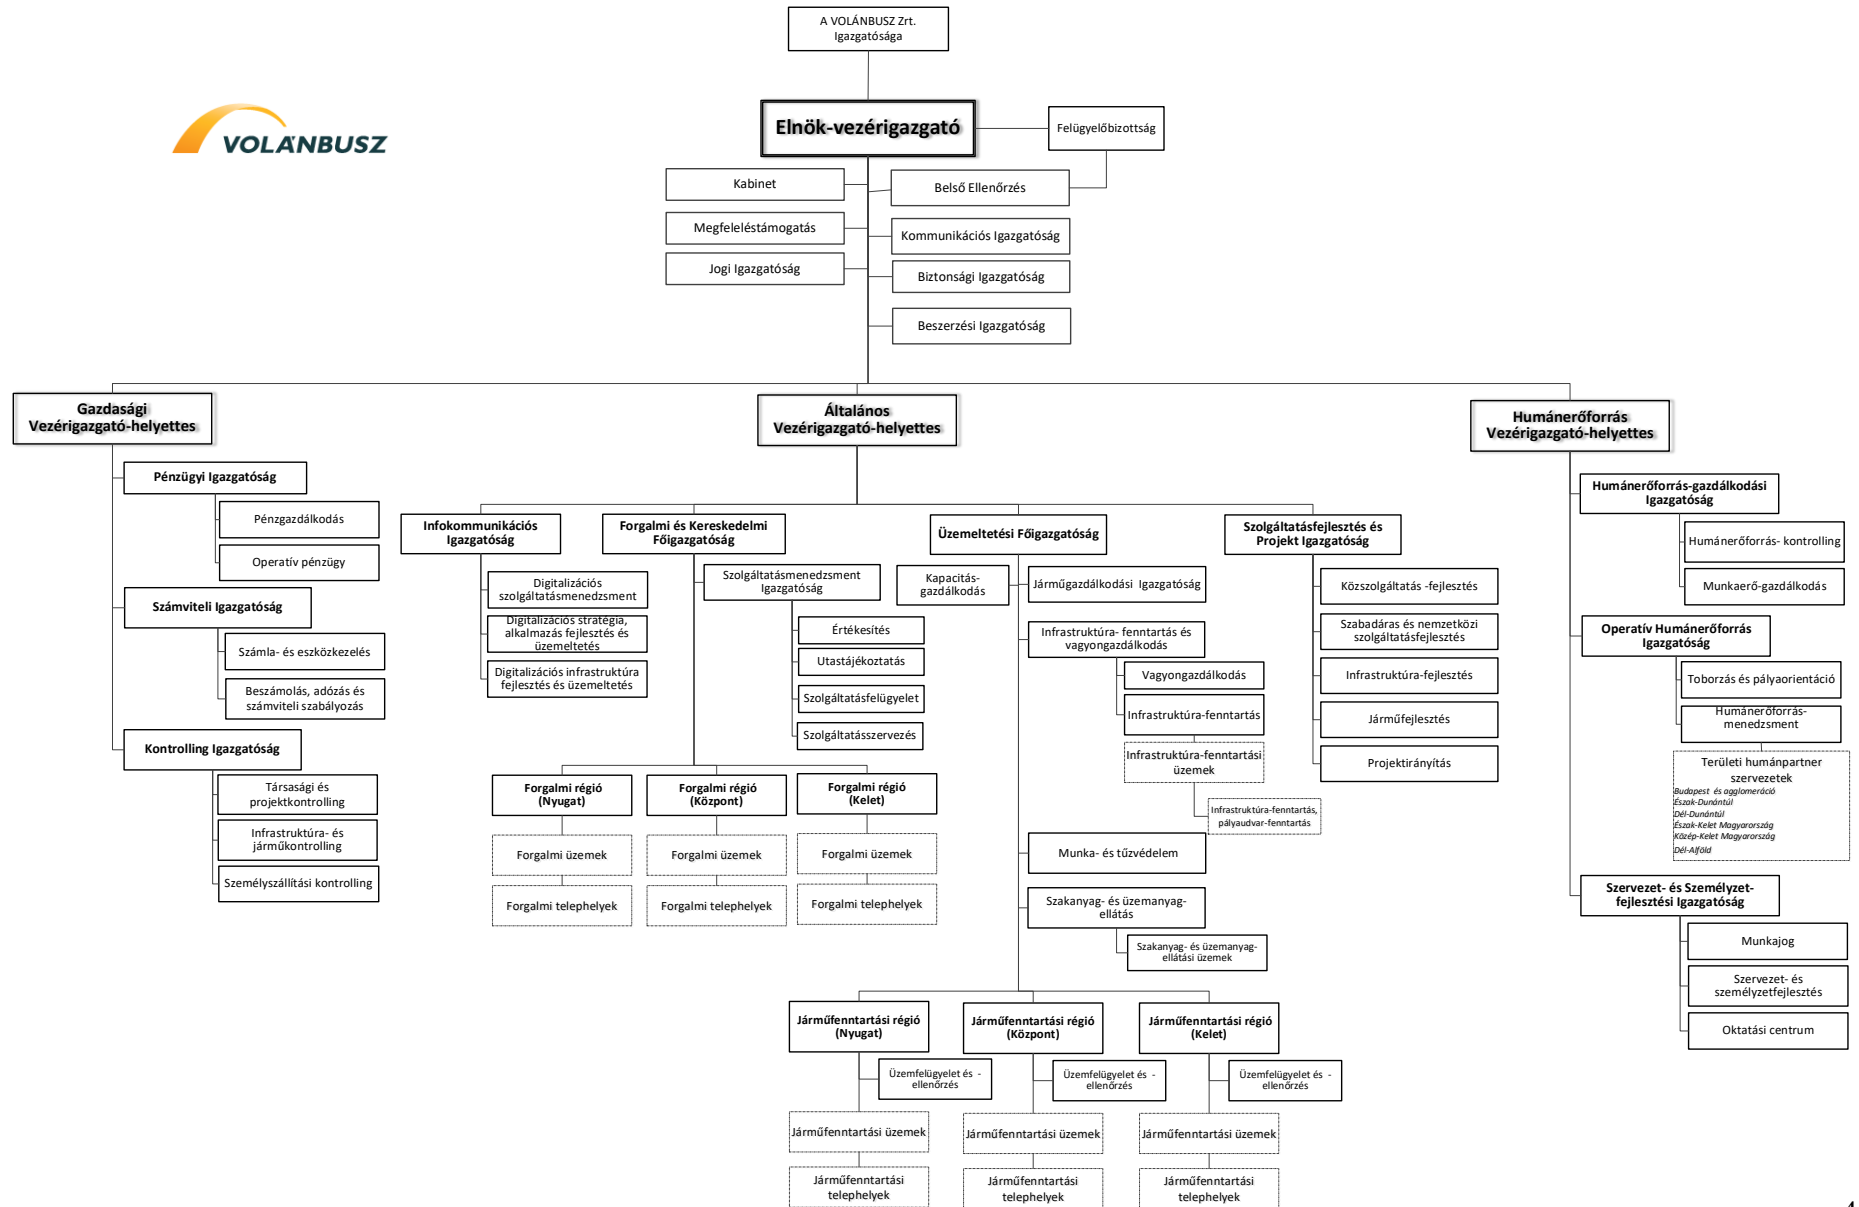 A VOLÁNBUSZ Zrt.
Igazgatósága
VOLÁNBUSZ
Elnök-vezérigazgató
Felügyelőbizottság
Kabinet
Belső Ellenőrzés
Megfeleléstámogatás
Kommunikációs Igazgatóság
Jogi Igazgatóság
Biztonsági Igazgatóság
Beszerzési Igazgatóság
Gazdasági
Vezérigazgató-helyettes
Pénzügyi Igazgatóság
Pénzgazdálkodás
Operatív pénzügy
Számviteli Igazgatóság
Számla- és eszközkezelés
Beszámolás, adózás és
számviteli szabályozás
Kontrolling Igazgatóság
Társasági és
projektkontrolling
Infrastruktúra- és
járműkontrolling
Személyszállítási kontrolling
Általános
Vezérigazgató-helyettes
Infokommunikációs
Igazgatóság
Digitalizációs
szolgáltatásmenedzsment
Digitalizációs stratégia,
alkalmazás fejlesztés és
üzemeltetés
Digitalizációs infrastruktúra
fejlesztés és üzemeltetés
Forgalmi és Kereskedelmi
Főigazgatóság
Szolgáltatásmenedzsment
Igazgatóság
Értékesítés
Utastájékoztatás
Szolgáltatásfelügyelet
Szolgáltatásszervezés
Forgalmi régió
(Nyugat)
Forgalmi üzemek
Forgalmi telephelyek
Forgalmi régió
(Központ)
Forgalmi üzemek
Forgalmi telephelyek
Forgalmi régió
(Kelet)
Forgalmi üzemek
Forgalmi telephelyek
Üzemeltetési Főigazgatóság
Kapacitás-
gazdálkodás
Járműgazdálkodási Igazgatóság
Infrastruktúra- fenntartás és
vagyongazdálkodás
Vagyongazdálkodás
Infrastruktúra-fenntartás
Infrastruktúra-fenntartási
üzemek
Infrastruktúra-fenntartás,
pályaudvar-fenntartás
Munka- és tűzvédelem
Szakanyag- és üzemanyag-
ellátás
Szakanyag- és üzemanyag-
ellátási üzemek
Járműfenntartási régió
(Nyugat)
Üzemfelügyelet és -
ellenőrzés
Járműfenntartási üzemek
Járműfenntartási
telephelyek
Járműfenntartási régió
(Központ)
Üzemfelügyelet és -
ellenőrzés
Járműfenntartási üzemek
Járműfenntartási
telephelyek
Járműfenntartási régió
(Kelet)
Üzemfelügyelet és -
ellenőrzés
Járműfenntartási üzemek
Járműfenntartási
telephelyek
Szolgáltatásfejlesztés és
Projekt Igazgatóság
Közszolgáltatás -fejlesztés
Szabadáras és nemzetközi
szolgáltatásfejlesztés
Infrastruktúra-fejlesztés
Járműfejlesztés
Projektirányítás
Humánerőforrás
Vezérigazgató-helyettes
Humánerőforrás-gazdálkodási
Igazgatóság
Humánerőforrás- kontrolling
Munkaerő-gazdálkodás
Operatív Humánerőforrás
Igazgatóság
Toborzás és pályaorientáció
Humánerőforrás-
menedzsment
Területi humánpartner
szervezetek
Budapest és agglomeráció
Észak-Dunántúl
Dél-Dunántúl
Észak-Kelet Magyarország
Közép-Kelet Magyarország
Dél-Alföld
Szervezet- és Személyzet-
fejlesztési Igazgatóság
Munkajog
Szervezet- és
személyzetfejlesztés
Oktatási centrum